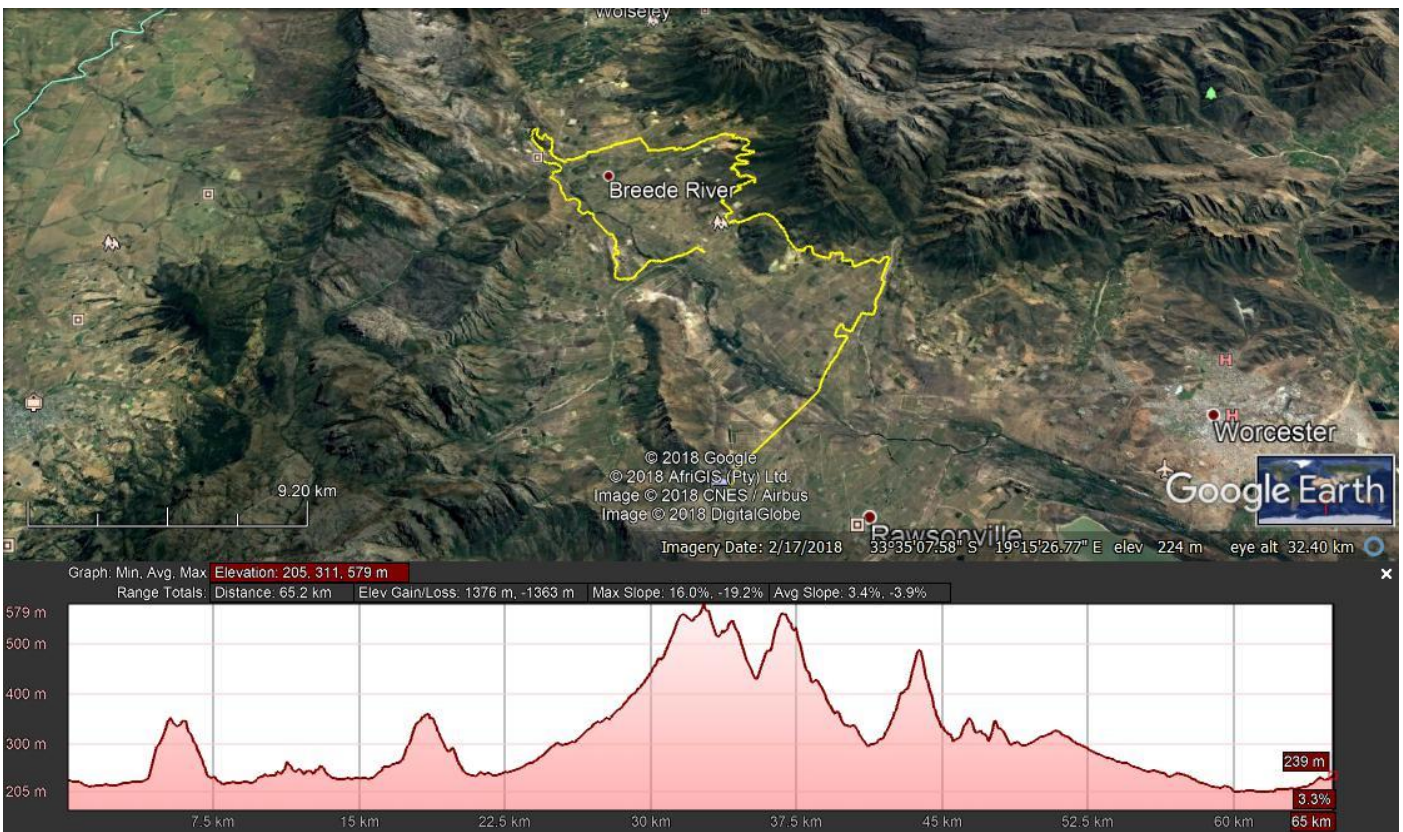 Wolseley
Breede River
H
H
Worcester
© 2018 Google
© 2018 AfriGIS (Pty) Ltd.
Image © 2018 CNES / Airbus
Image © 2018 DigitalGlobe
9.20 km
Google Earth
Rawsonville
Imagery Date: 2/17/2018 33°35'07.58" S 19°15'26.77" E elev 224 m eye alt 32.40 km
Graph: Min, Avg, Max Elevation: 205, 311, 579 m
Range Totals: Distance: 65.2 km Elev Gain/Loss: 1376 m, -1363 m Max Slope: 16.0%, -19.2% Avg Slope: 3.4%, -3.9%
579 m
500 m
400 m
300 m
239 m
205 m
3.3%
7.5 km 15 km 22.5 km 30 km 37.5 km 45 km 52.5 km 60 km 65 km